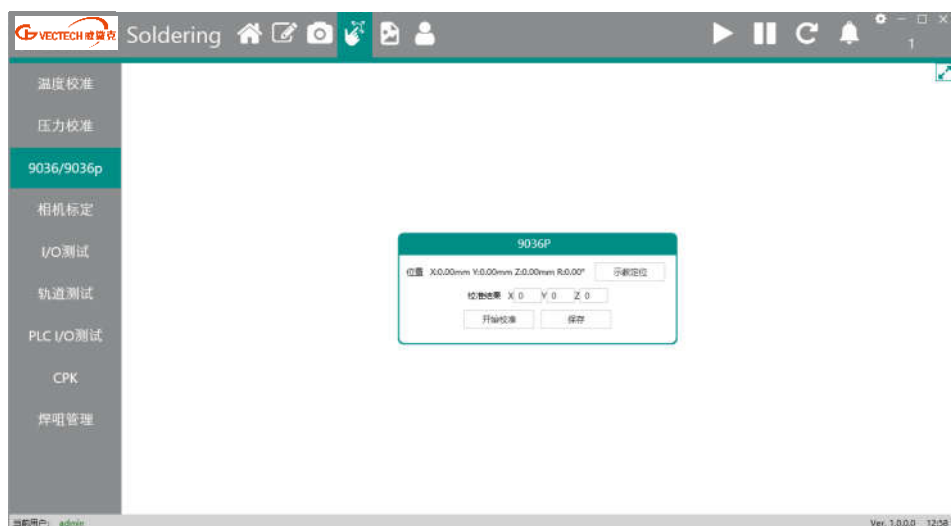 VECTECH威黛克 Soldering
1
温度校准
压力校准
9036/9036p
相机标定
I/O测试
轨道测试
PLC I/O测试
CPK
焊咀管理
9036P
位置 X:0.00mm Y:0.00mm Z:0.00mm R:0.00° 示教定位
校准结果 X 0 Y 0 Z 0
开始校准 保存
当前用户: admin Ver. 1.0.0.0 12:58